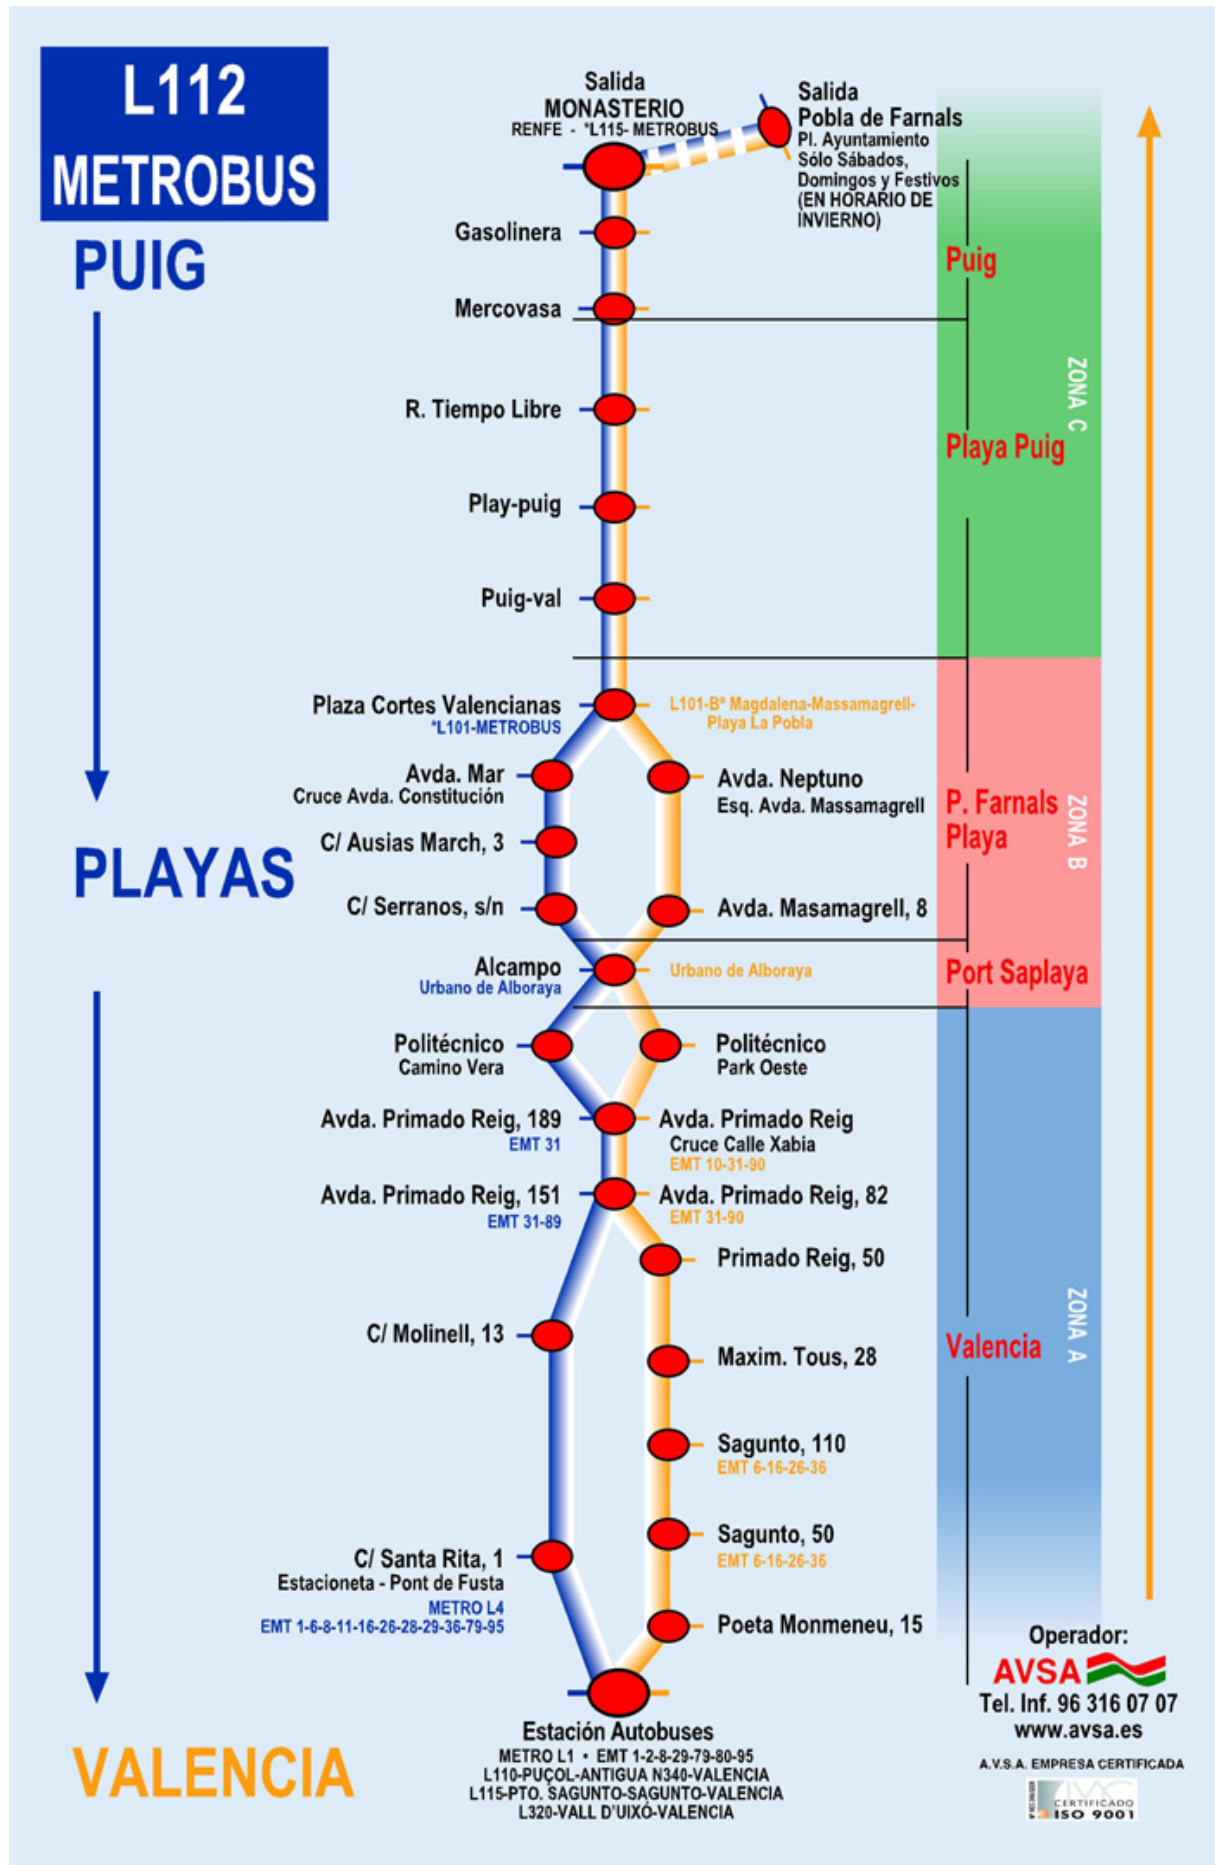 L112
METROBUS
PUIG
PLAYAS
VALENCIA
Salida
MONASTERIO
RENFE - *L115- METROBUS
Salida
Pobla de Farnals
Pl. Ayuntamiento
Sólo Sábados,
Domingos y Festivos
(EN HORARIO DE
INVIERNO)
Gasolinera
Mercovasa
R. Tiempo Libre
Play-puig
Puig-val
Plaza Cortes Valencianas
*L101-METROBUS
L101-Bº Magdalena-Massamagrell-
Playa La Pobla
Avda. Mar
Cruce Avda. Constitución
Avda. Neptuno
Esq. Avda. Massamagrell
C/ Ausias March, 3
C/ Serranos, s/n
Avda. Masamagrell, 8
Alcampo
Urbano de Alboraya
Urbano de Alboraya
Politécnico
Camino Vera
Politécnico
Park Oeste
Avda. Primado Reig, 189
EMT 31
Avda. Primado Reig
Cruce Calle Xabia
EMT 10-31-90
Avda. Primado Reig, 151
EMT 31-89
Avda. Primado Reig, 82
EMT 31-90
Primado Reig, 50
C/ Molinell, 13
Maxim. Tous, 28
Sagunto, 110
EMT 6-16-26-36
Sagunto, 50
EMT 6-16-26-36
C/ Santa Rita, 1
Estacioneta - Pont de Fusta
METRO L4
EMT 1-6-8-11-16-26-28-29-36-79-95
Poeta Monmeneu, 15
Estación Autobuses
METRO L1 • EMT 1-2-8-29-79-80-95
L110-PUÇOL-ANTIGUA N340-VALENCIA
L115-PTO. SAGUNTO-SAGUNTO-VALENCIA
L320-VALL D'UIXÓ-VALENCIA
Puig
ZONA C
Playa Puig
P. Farnals
Playa
ZONA B
Port Saplaya
ZONA A
Valencia
Operador:
AVSA
Tel. Inf. 96 316 07 07
www.avsa.es
A.V.S.A. EMPRESA CERTIFICADA
CERTIFICADO
ISO 9001